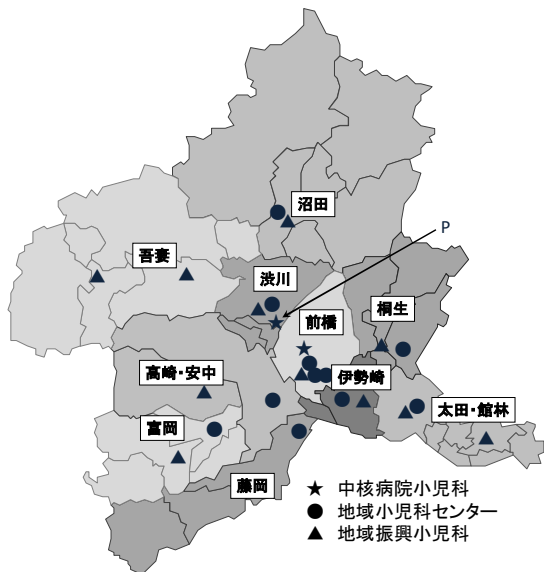 沼田
P
吾妻
渋川
桐生
前橋
高崎・安中
伊勢崎
太田・館林
富岡
藤岡
★ 中核病院小児科
● 地域小児科センター
▲ 地域振興小児科